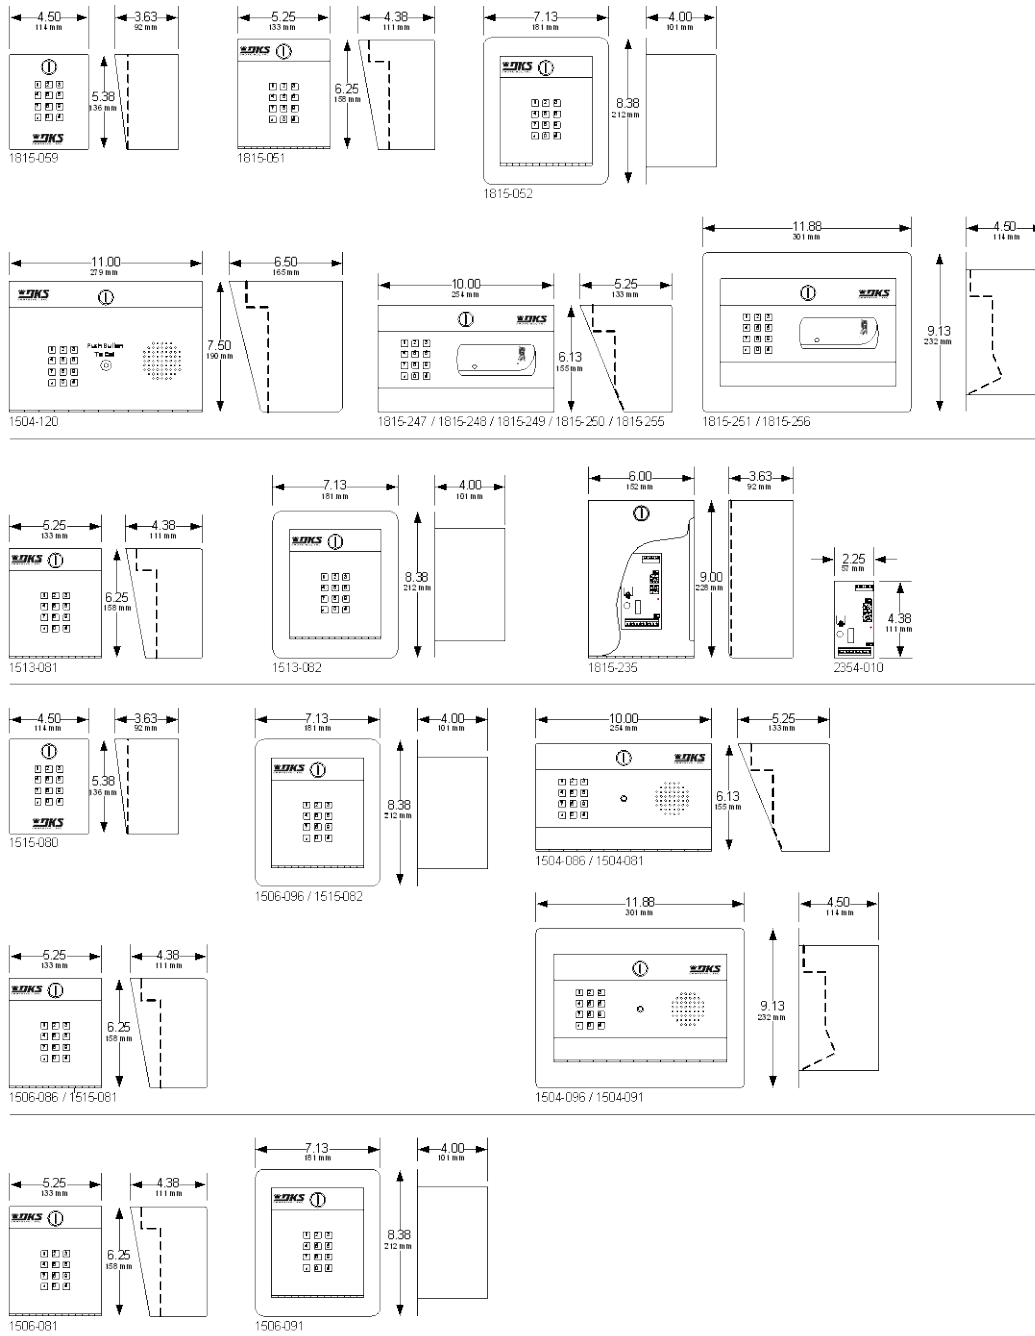 4.50
114 mm
3.63
92 mm
5.25
133 mm
4.38
111 mm
7.13
181 mm
4.00
101 mm
DKS
DKS
5.38
136 mm
6.25
158 mm
8.38
212 mm
DKS
1815-059
1815-051
1815-052
11.88
301 mm
4.50
114 mm
11.00
279 mm
6.50
165 mm
10.00
254 mm
5.25
133 mm
DKS
DKS
DKS
Push Button
To Call
7.50
190 mm
6.13
155 mm
9.13
232 mm
1504-120
1815-247 / 1815-248 / 1815-249 / 1815-250 / 1815-255
1815-251 / 1815-256
7.13
181 mm
4.00
101 mm
6.00
152 mm
3.63
92 mm
5.25
133 mm
4.38
111 mm
DKS
DKS
2.25
57 mm
6.25
158 mm
8.38
212 mm
9.00
228 mm
4.38
111 mm
1513-081
1513-082
1815-235
2354-010
4.50
114 mm
3.63
92 mm
7.13
181 mm
4.00
101 mm
10.00
254 mm
5.25
133 mm
DKS
DKS
5.38
136 mm
8.38
212 mm
6.13
155 mm
DKS
1515-080
1506-096 / 1515-082
1504-086 / 1504-081
11.88
301 mm
4.50
114 mm
5.25
133 mm
4.38
111 mm
DKS
DKS
6.25
158 mm
9.13
232 mm
1506-086 / 1515-081
1504-096 / 1504-091
7.13
181 mm
4.00
101 mm
5.25
133 mm
4.38
111 mm
DKS
DKS
6.25
158 mm
8.38
212 mm
1506-081
1506-091